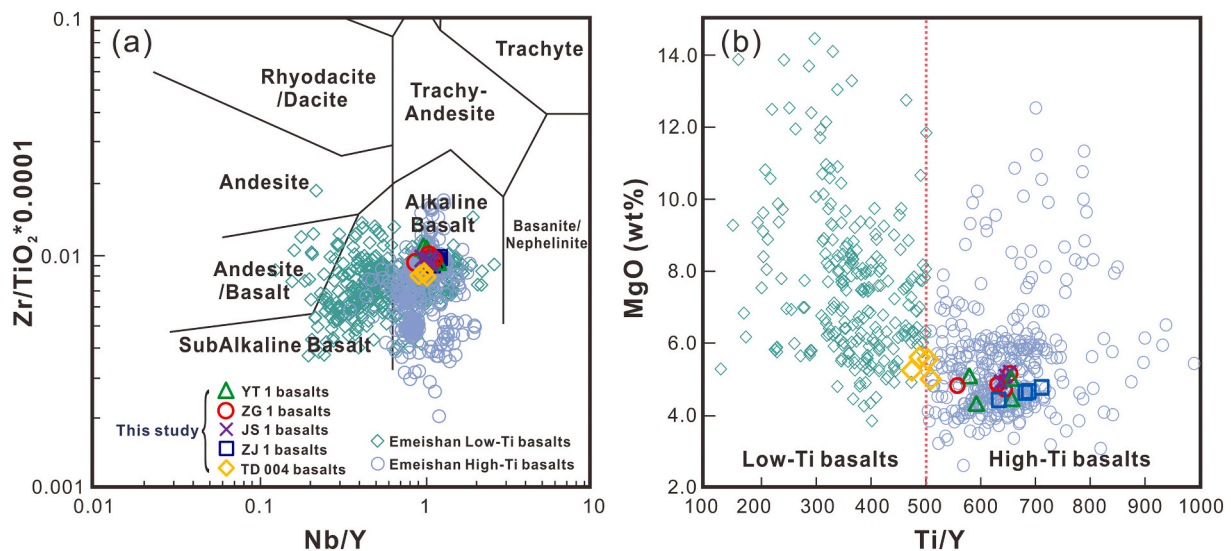 (a)
0.1
0.01
0.001
Zr/TiO2*0.0001
Rhyodacite
/Dacite
Trachyte
Trachy-
Andesite
Andesite
Alkaline
Basalt
Basanite/
Nephelinite
Andesite
/Basalt
SubAlkaline Basalt
This study
YT 1 basalts
ZG 1 basalts
JS 1 basalts
ZJ 1 basalts
TD 004 basalts
Emeishan Low-Ti basalts
Emeishan High-Ti basalts
0.01 0.1 1 10
Nb/Y
(b)
14.0
12.0
10.0
8.0
6.0
4.0
2.0
MgO (wt%)
Low-Ti basalts
High-Ti basalts
100 200 300 400 500 600 700 800 900 1000
Ti/Y